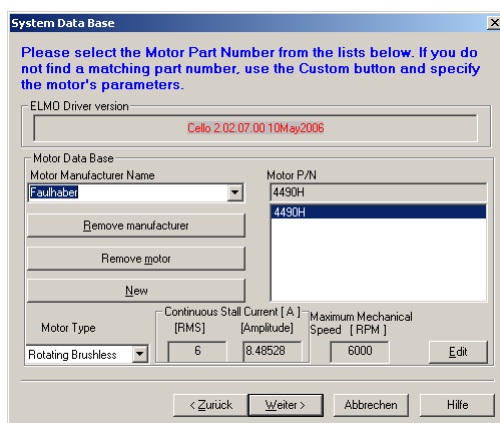 System Data Base
Please select the Motor Part Number from the lists below. If you do
not find a matching part number, use the Custom button and specify
the motor's parameters.
ELMO Driver version
Cello 2.02.07.00 10May2006
Motor Data Base
Motor Manufacturer Name
Motor P/N
Faulhaber
4490H
4490H
Remove manufacturer
Remove motor
New
Motor Type
Continuous Stall Current [ A ]
[RMS] [Amplitude]
Maximum Mechanical
Speed [ RPM ]
Rotating Brushless
6
8.48528
6000
Edit
< Zurück
Weiter >
Abbrechen
Hilfe